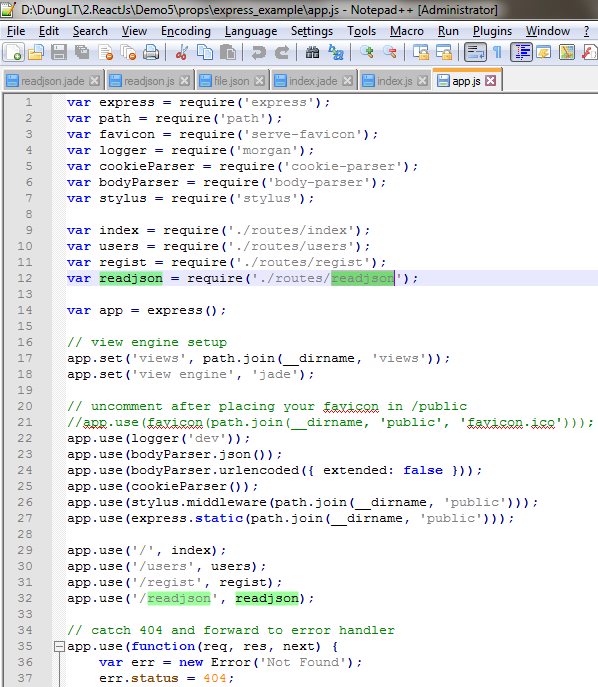 D:\DungLT\2.ReactJs\Demo5\props\express_example\app.js - Notepad++ [Administrator]
File Edit Search View Encoding Language Settings Tools Macro Run Plugins Window ?
readjson.jade readjson.js file.json index.jade index.js app.js
1 var express = require('express');
2 var path = require('path');
3 var favicon = require('serve-favicon');
4 var logger = require('morgan');
5 var cookieParser = require('cookie-parser');
6 var bodyParser = require('body-parser');
7 var stylus = require('stylus');
8
9 var index = require('./routes/index');
10 var users = require('./routes/users');
11 var regist = require('./routes/regist');
12 var readjson = require('./routes/readjson');
13
14 var app = express();
15
16 // view engine setup
17 app.set('views', path.join(__dirname, 'views'));
18 app.set('view engine', 'jade');
19
20 // uncomment after placing your favicon in /public
21 //app.use(favicon(path.join(__dirname, 'public', 'favicon.ico')));
22 app.use(logger('dev'));
23 app.use(bodyParser.json());
24 app.use(bodyParser.urlencoded({ extended: false }));
25 app.use(cookieParser());
26 app.use(stylus.middleware(path.join(__dirname, 'public')));
27 app.use(express.static(path.join(__dirname, 'public')));
28
29 app.use('/', index);
30 app.use('/users', users);
31 app.use('/regist', regist);
32 app.use('/readjson', readjson);
33
34 // catch 404 and forward to error handler
35 app.use(function(req, res, next) {
36 var err = new Error('Not Found');
37 err.status = 404;